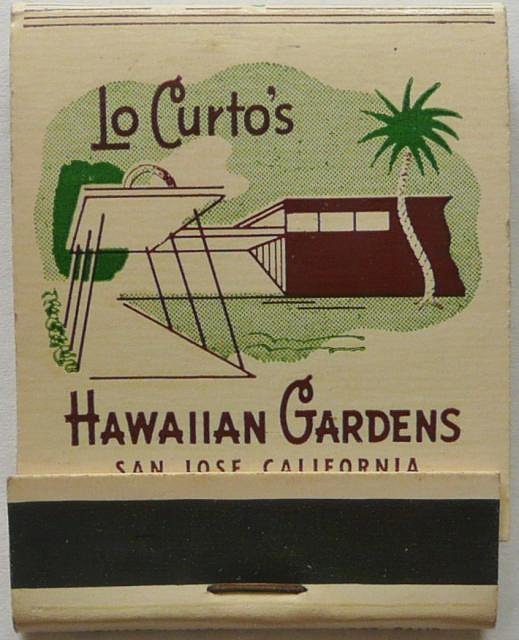 Lo Curto's
HAWAIIAN GARDENS
SAN JOSE CALIFORNIA